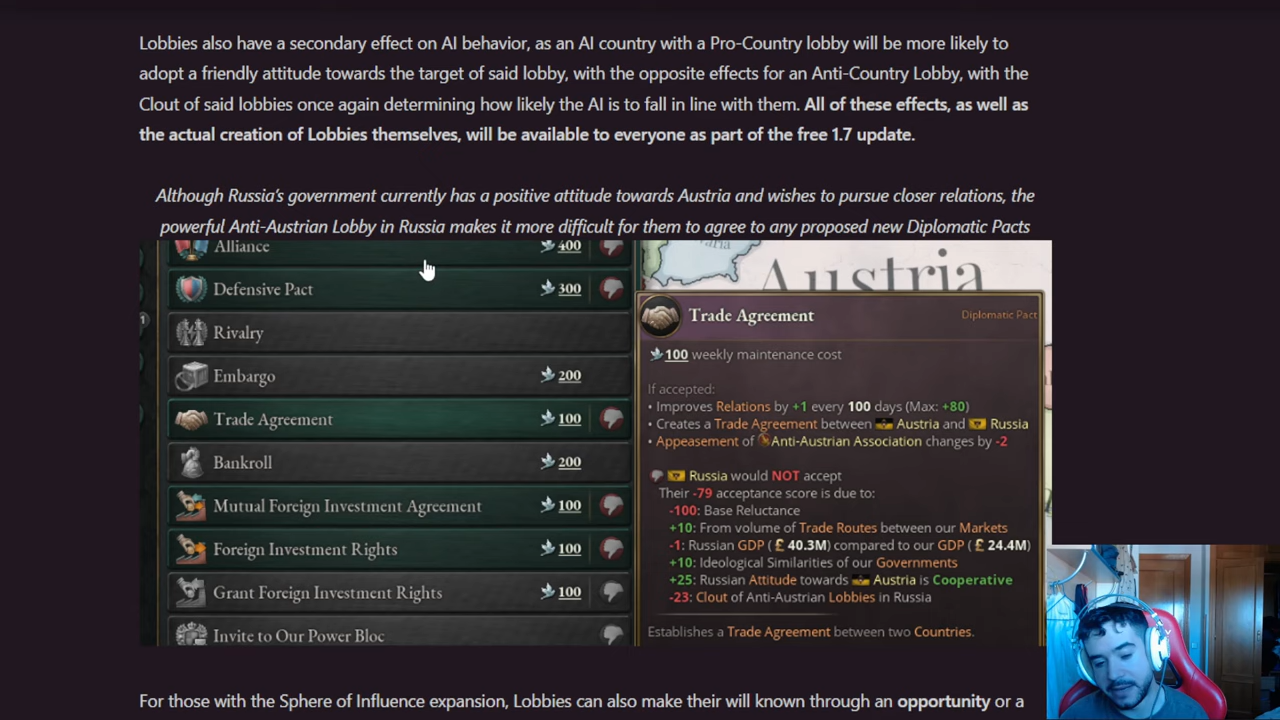 Lobbies also have a secondary effect on AI behavior, as an AI country with a Pro-Country lobby will be more likely to
adopt a friendly attitude towards the target of said lobby, with the opposite effects for an Anti-Country Lobby, with the
Clout of said lobbies once again determining how likely the AI is to fall in line with them. All of these effects, as well as
the actual creation of Lobbies themselves, will be available to everyone as part of the free 1.7 update.
Although Russia's government currently has a positive attitude towards Austria and wishes to pursue closer relations, the
powerful Anti-Austrian Lobby in Russia makes it more difficult for them to agree to any proposed new Diplomatic Pacts
Alliance 400
Defensive Pact 300
Rivalry
Embargo 200
Trade Agreement 100
Bankroll 200
Mutual Foreign Investment Agreement 100
Foreign Investment Rights 100
Grant Foreign Investment Rights 100
Invite to Our Power Bloc
1
Austria
Trade Agreement Diplomatic Pact
100 weekly maintenance cost
If accepted:
• Improves Relations by +1 every 100 days (Max: +80)
• Creates a Trade Agreement between Austria and Russia
• Appeasement of Anti-Austrian Association changes by -2
Russia would NOT accept
Their -79 acceptance score is due to:
-100: Base Reluctance
+10: From volume of Trade Routes between our Markets
-1: Russian GDP (£ 40.3M) compared to our GDP (£ 24.4M)
+10: Ideological Similarities of our Governments
+25: Russian Attitude towards Austria is Cooperative
-23: Clout of Anti-Austrian Lobbies in Russia
Establishes a Trade Agreement between two Countries.
For those with the Sphere of Influence expansion, Lobbies can also make their will known through an opportunity or a